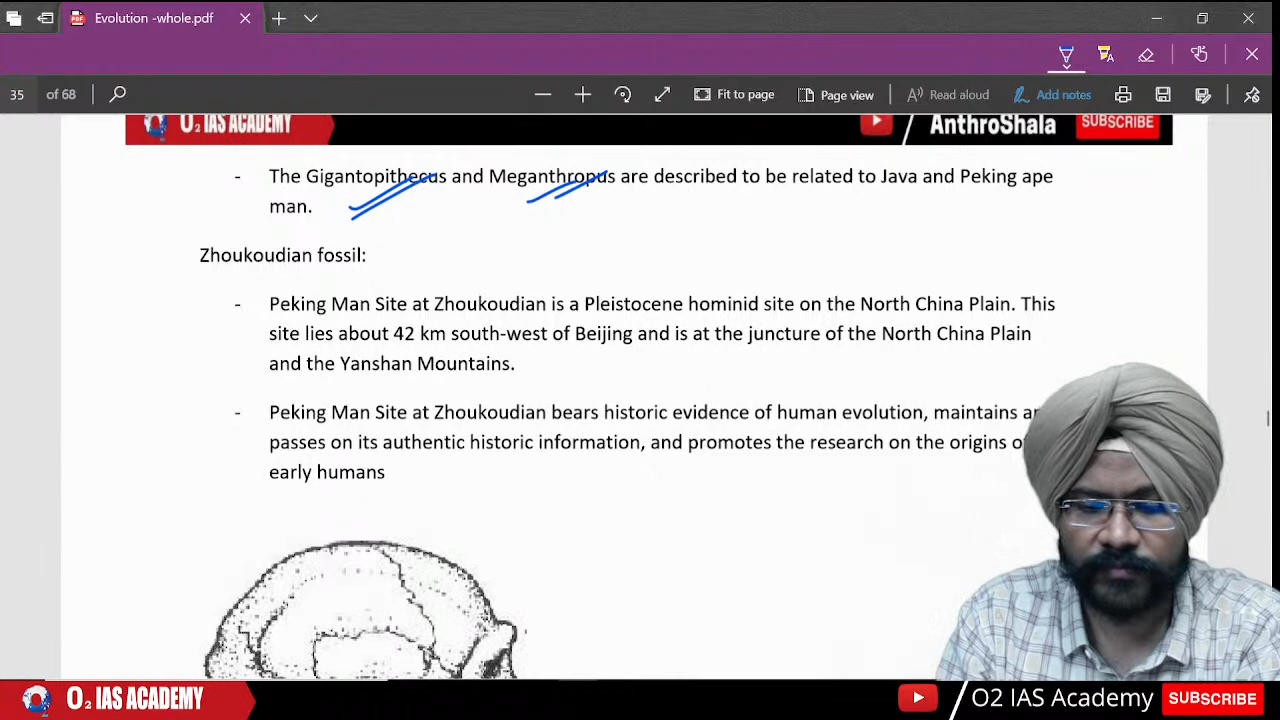 Evolution -whole.pdf
35 of 68
Fit to page
Page view
Read aloud
Add notes
O2 IAS ACADEMY
AnthroShala
SUBSCRIBE
- The Gigantopithecus and Meganthropus are described to be related to Java and Peking ape
man.
Zhoukoudian fossil:
- Peking Man Site at Zhoukoudian is a Pleistocene hominid site on the North China Plain. This
site lies about 42 km south-west of Beijing and is at the juncture of the North China Plain
and the Yanshan Mountains.
- Peking Man Site at Zhoukoudian bears historic evidence of human evolution, maintains
passes on its authentic historic information, and promotes the research on the origins
early humans
O2 IAS ACADEMY
O2 IAS Academy
SUBSCRIBE